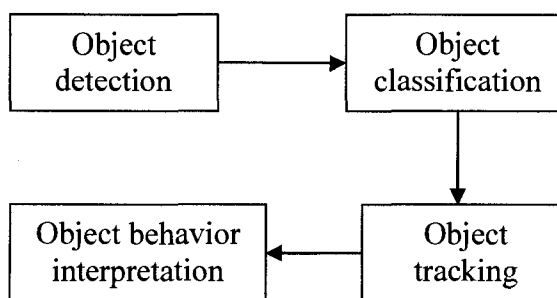 Object
detection
Object
classification
Object
tracking
Object behavior
interpretation